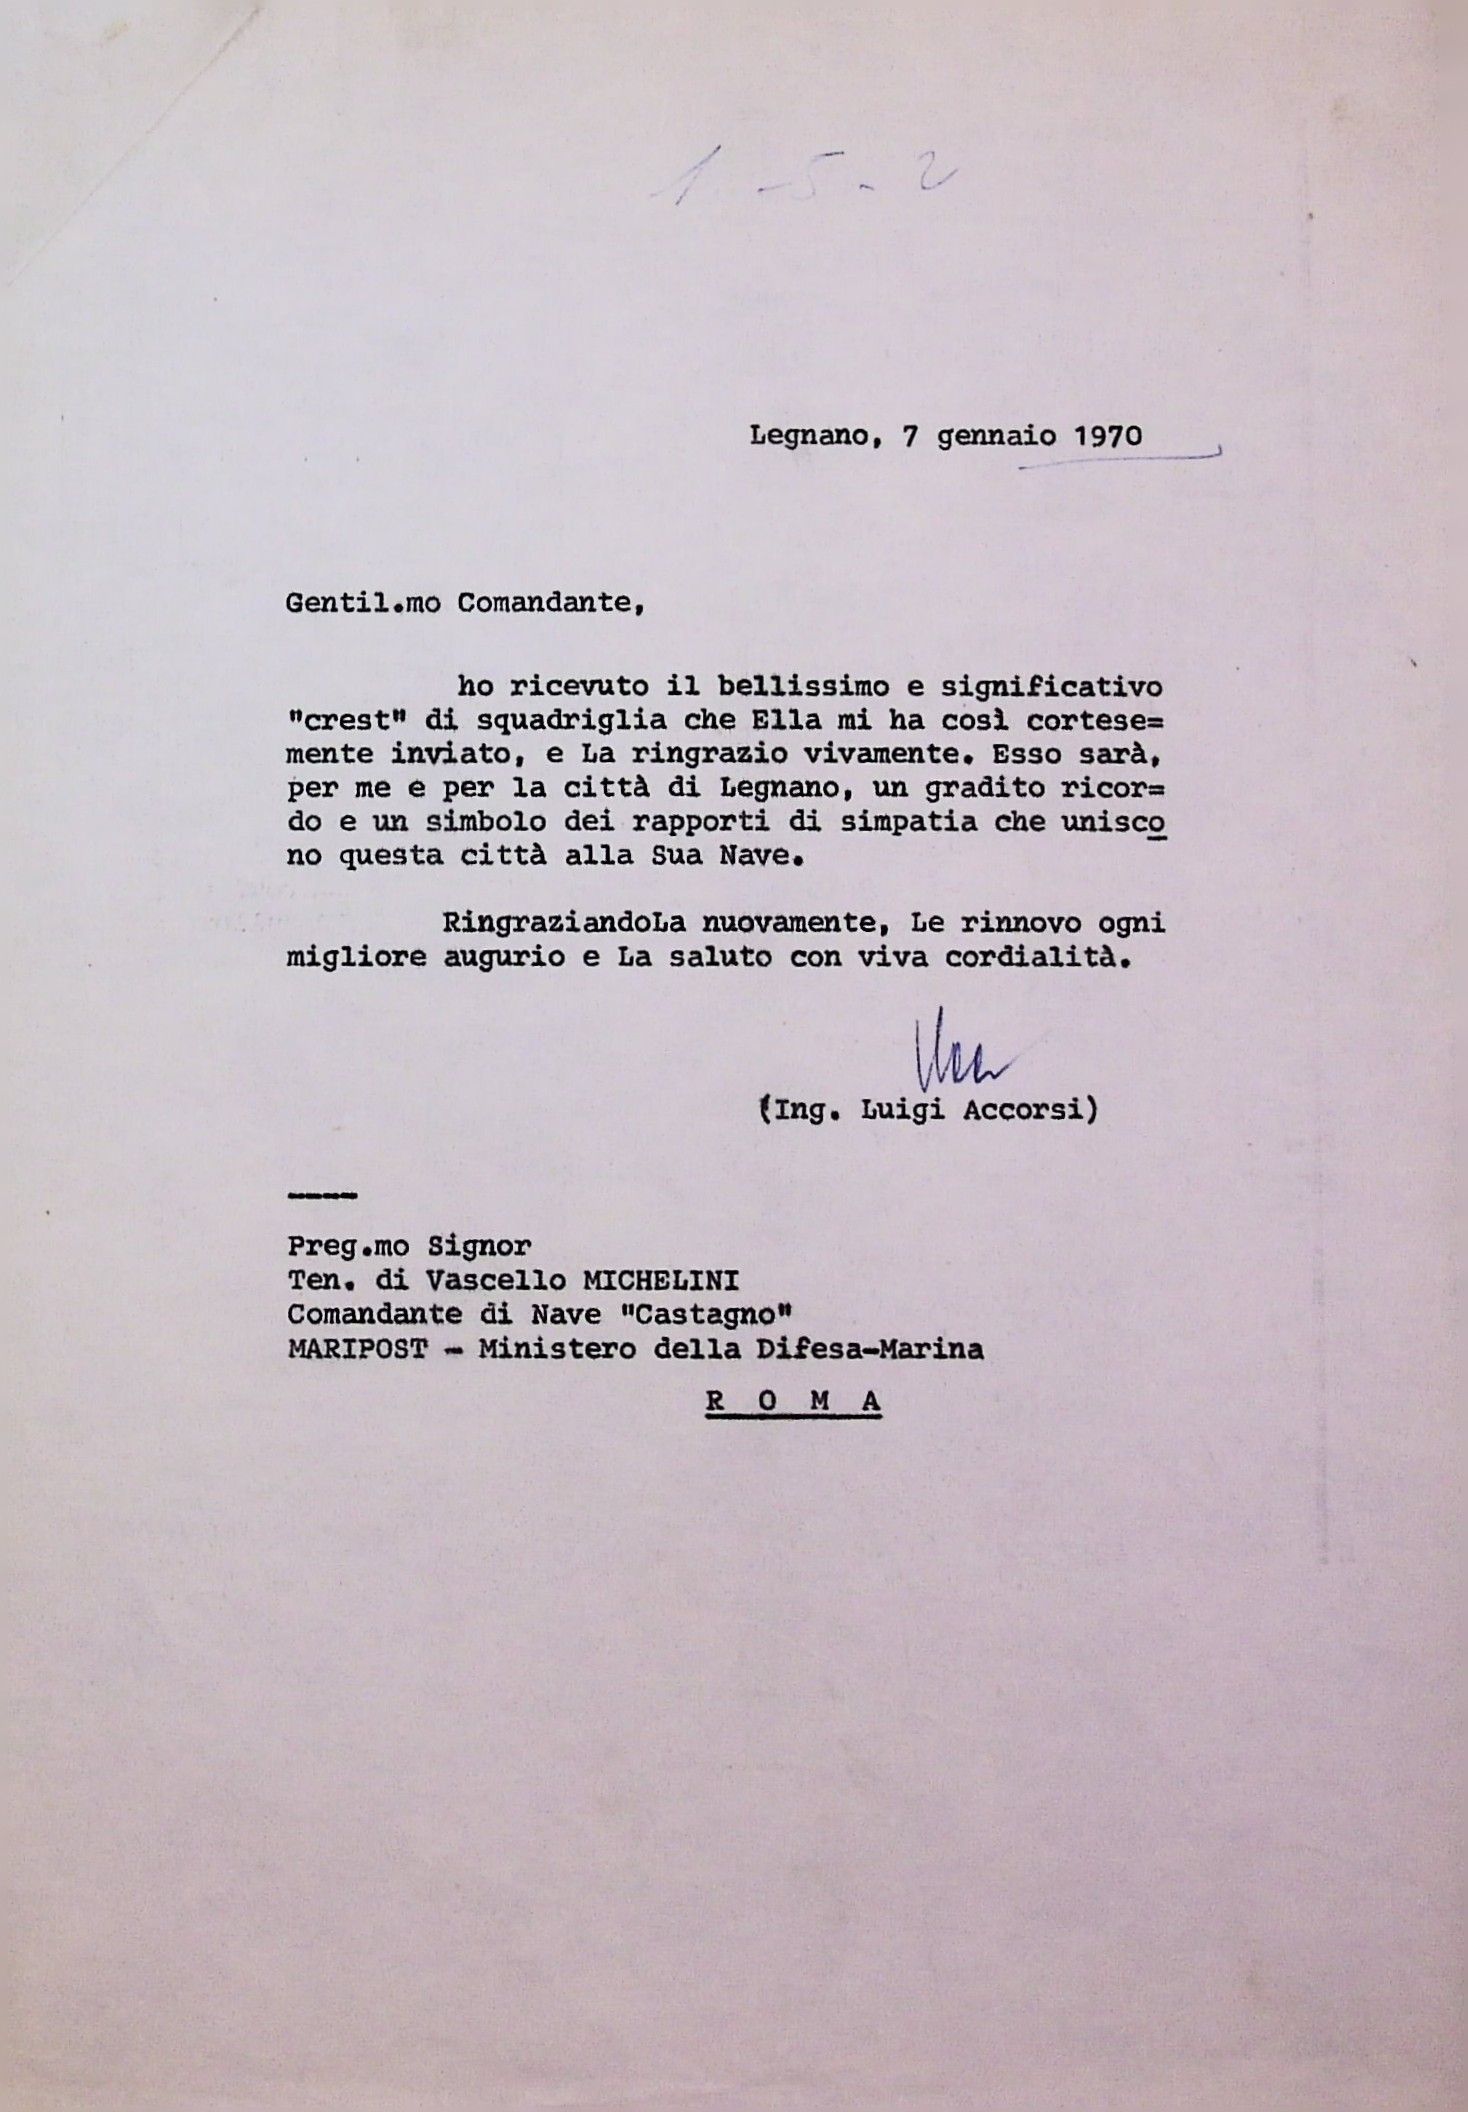 1-5-2
Legnano, 7 gennaio 1970
Gentil.mo Comandante,
ho ricevuto il bellissimo e significativo
"crest" di squadriglia che Ella mi ha così cortese=
mente inviato, e La ringrazio vivamente. Esso sarà,
per me e per la città di Legnano, un gradito ricor=
do e un simbolo dei rapporti di simpatia che unisco
no questa città alla Sua Nave.
RingraziandoLa nuovamente, Le rinnovo ogni
migliore augurio e La saluto con viva cordialità.
(Ing. Luigi Accorsi)
Preg.mo Signor
Ten. di Vascello MICHELINI
Comandante di Nave "Castagno"
MARIPOST - Ministero della Difesa-Marina
R O M A